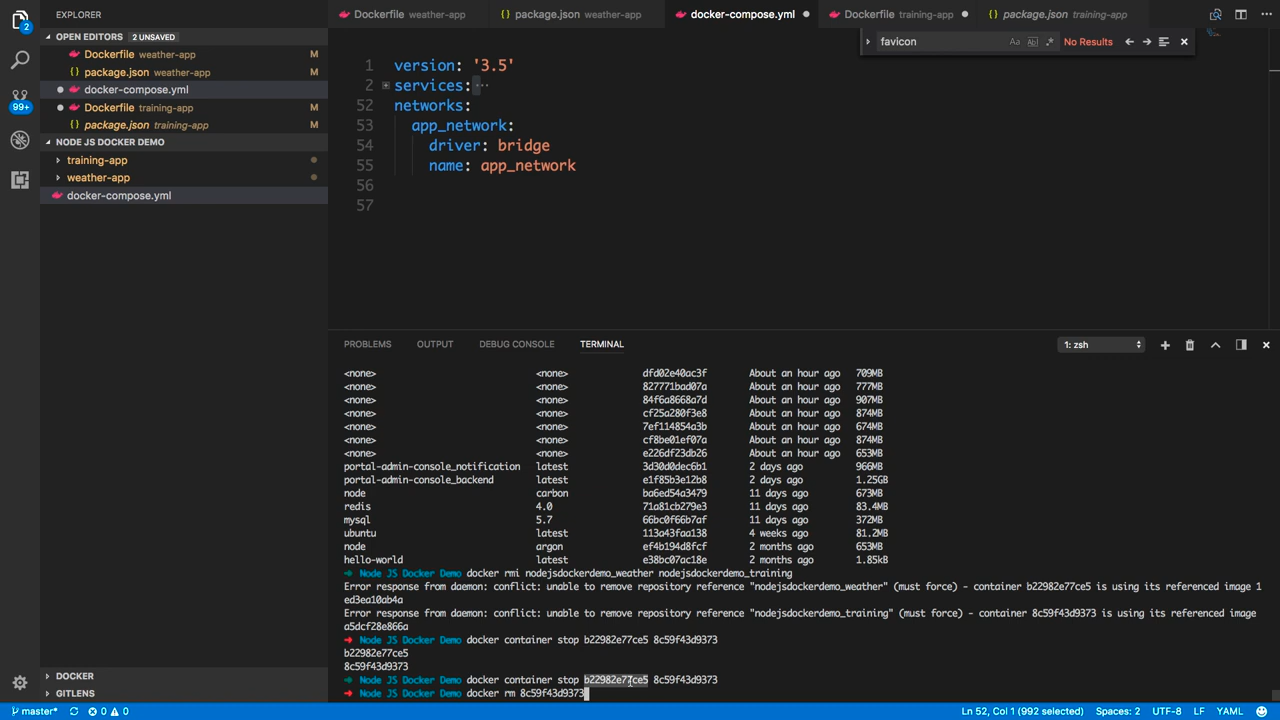 EXPLORER
OPEN EDITORS 2 UNSAVED
Dockerfile weather-app M
package.json weather-app M
docker-compose.yml
Dockerfile training-app M
package.json training-app M
NODE JS DOCKER DEMO
training-app
weather-app
docker-compose.yml
DOCKER
GITLENS
2
99+
Dockerfile weather-app
{ } package.json weather-app
docker-compose.yml
Dockerfile training-app
{ } package.json training-app
favicon Aa Ab| .* No Results
1 version: '3.5'
2 services: ...
52 networks:
53 app_network:
54 driver: bridge
55 name: app_network
56
57
PROBLEMS OUTPUT DEBUG CONSOLE TERMINAL 1: zsh
<none> <none> dfd02e40ac3f About an hour ago 709MB
<none> <none> 827771bad07a About an hour ago 777MB
<none> <none> 84f6a8668a7d About an hour ago 907MB
<none> <none> cf25a280f3e8 About an hour ago 874MB
<none> <none> 7ef114854a3b About an hour ago 674MB
<none> <none> cf8be01ef07a About an hour ago 874MB
<none> <none> e226df23db26 About an hour ago 653MB
portal-admin-console_notification latest 3d30d0dec6b1 2 days ago 966MB
portal-admin-console_backend latest e1f85b3e12b8 2 days ago 1.25GB
node carbon ba6ed54a3479 11 days ago 673MB
redis 4.0 71a81cb279e3 11 days ago 83.4MB
mysql 5.7 66bc0f66b7af 11 days ago 372MB
ubuntu latest 113a43faa138 4 weeks ago 81.2MB
node argon ef4b194d8fcf 2 months ago 653MB
hello-world latest e38bc07ac18e 2 months ago 1.85kB
➜ Node JS Docker Demo docker rmi nodejsdockerdemo_weather nodejsdockerdemo_training
Error response from daemon: conflict: unable to remove repository reference "nodejsdockerdemo_weather" (must force) - container b22982e77ce5 is using its referenced image 1
ed3ea10ab4a
Error response from daemon: conflict: unable to remove repository reference "nodejsdockerdemo_training" (must force) - container 8c59f43d9373 is using its referenced image
a5dcf28e866a
➜ Node JS Docker Demo docker container stop b22982e77ce5 8c59f43d9373
b22982e77ce5
8c59f43d9373
➜ Node JS Docker Demo docker container stop b22982e77ce5 8c59f43d9373
➜ Node JS Docker Demo docker rm 8c59f43d9373
master* 0 0 Ln 52, Col 1 (992 selected) Spaces: 2 UTF-8 LF YAML